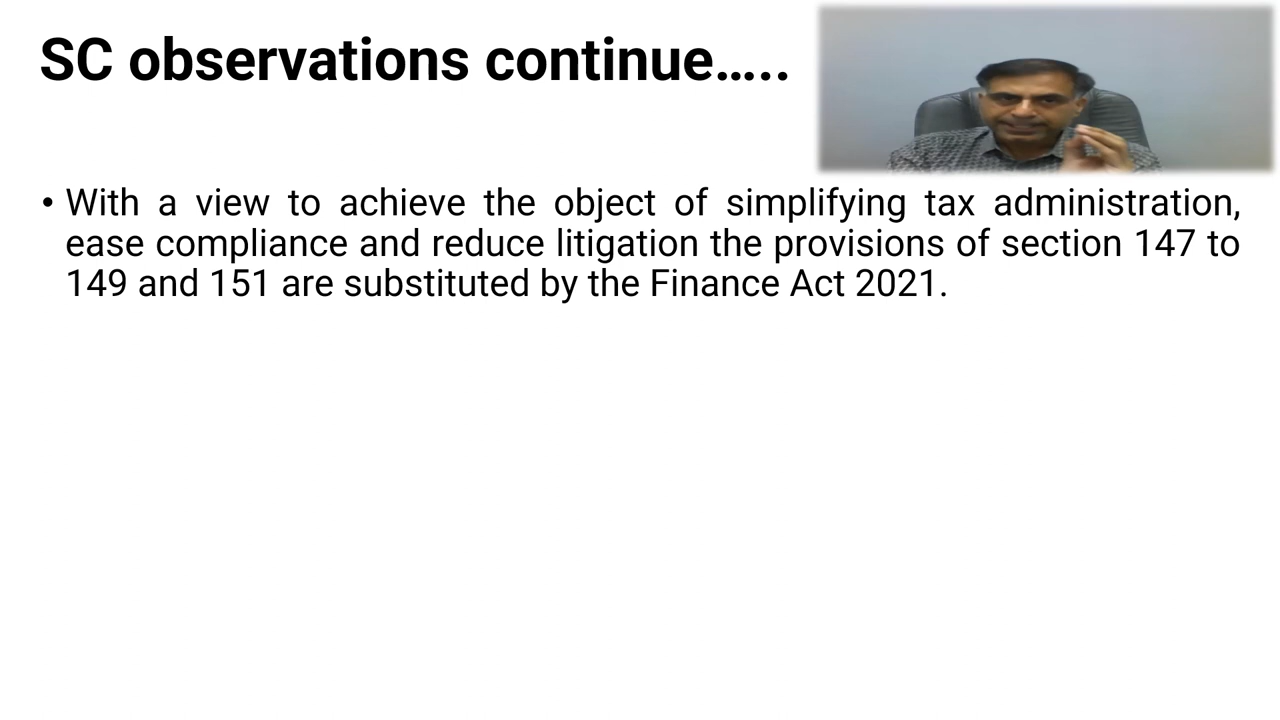 SC observations continue.....
• With a view to achieve the object of simplifying tax administration,
ease compliance and reduce litigation the provisions of section 147 to
149 and 151 are substituted by the Finance Act 2021.